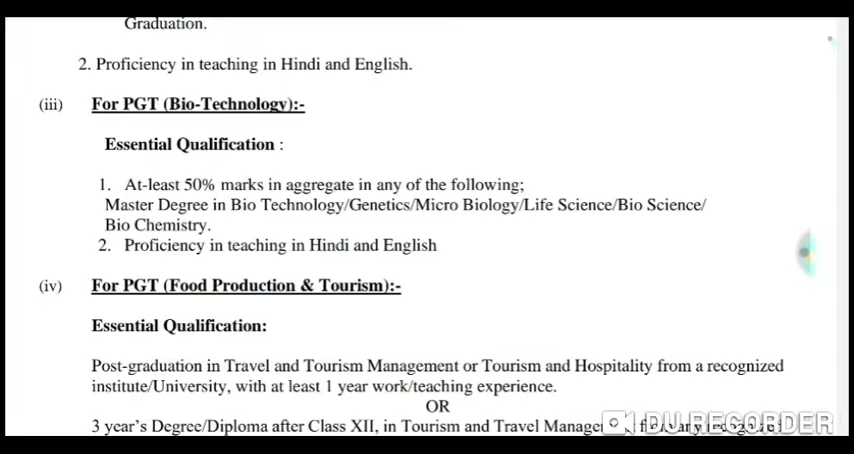 Graduation.
2. Proficiency in teaching in Hindi and English.
(iii) For PGT (Bio-Technology):-
Essential Qualification :
1. At-least 50% marks in aggregate in any of the following;
Master Degree in Bio Technology/Genetics/Micro Biology/Life Science/Bio Science/
Bio Chemistry.
2. Proficiency in teaching in Hindi and English
(iv) For PGT (Food Production & Tourism):-
Essential Qualification:
Post-graduation in Travel and Tourism Management or Tourism and Hospitality from a recognized
institute/University, with at least 1 year work/teaching experience.
OR
3 year's Degree/Diploma after Class XII, in Tourism and Travel
DU RECORDER